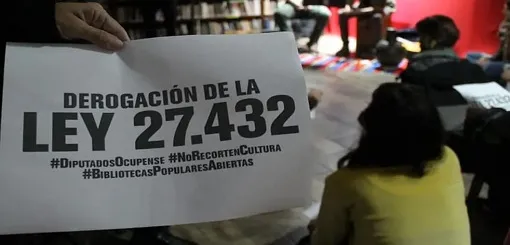 DEROGACIÓN DE LA
LEY 27.432
#DIPUTADOSOCUPENSE #NORECORTENCULTURA
#BIBLIOTECASPOPULARESABIERTAS